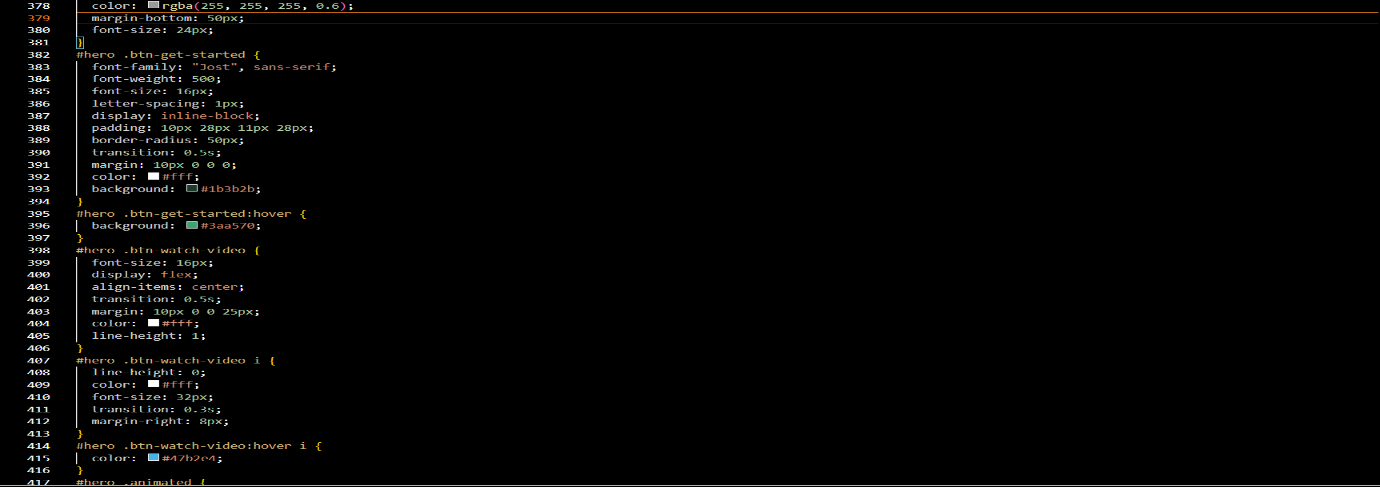 378 color: rgba(255, 255, 255, 0.6);
379 margin-bottom: 50px;
380 font-size: 24px;
381 }
382 #hero .btn-get-started {
383 font-family: "Jost", sans-serif;
384 font-weight: 500;
385 font-size: 16px;
386 letter-spacing: 1px;
387 display: inline-block;
388 padding: 10px 28px 11px 28px;
389 border-radius: 50px;
390 transition: 0.5s;
391 margin: 10px 0 0 0;
392 color: #fff;
393 background: #1b3b2b;
394 }
395 #hero .btn-get-started:hover {
396 background: #3aa570;
397 }
398 #hero .btn-watch-video {
399 font-size: 16px;
400 display: flex;
401 align-items: center;
402 transition: 0.5s;
403 margin: 10px 0 0 25px;
404 color: #fff;
405 line-height: 1;
406 }
407 #hero .btn-watch-video i {
408 line-height: 0;
409 color: #fff;
410 font-size: 32px;
411 transition: 0.3s;
412 margin-right: 8px;
413 }
414 #hero .btn-watch-video:hover i {
415 color: #47b2e4;
416 }
417 #hero .animated {